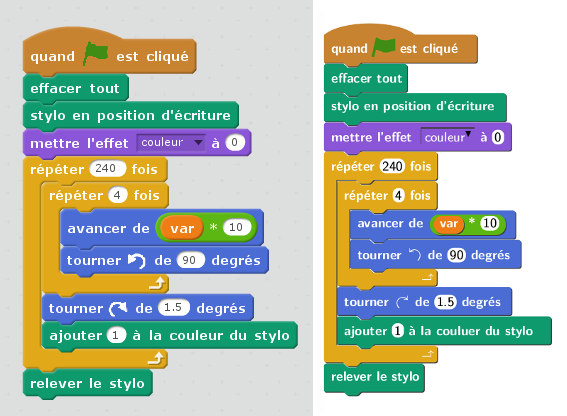 quand est cliqué
effacer tout
stylo en position d'écriture
mettre l'effet couleur à 0
répéter 240 fois
répéter 4 fois
avancer de var * 10
tourner de 90 degrés
tourner de 1.5 degrés
ajouter 1 à la couleur du stylo
relever le stylo
quand est cliqué
effacer tout
stylo en position d'écriture
mettre l'effet couleur à 0
répéter 240 fois
répéter 4 fois
avancer de var * 10
tourner de 90 degrés
tourner de 1.5 degrés
ajouter 1 à la couluer du stylo
relever le stylo